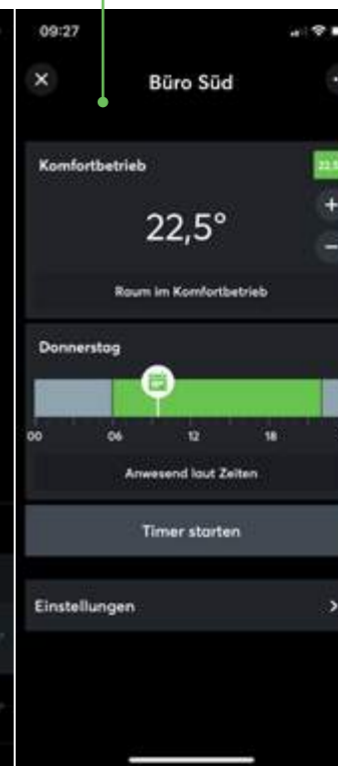 09:27
Büro Süd
Komfortbetrieb
22,5°
+
−
Raum im Komfortbetrieb
Donnerstag
00 06 12 18
Anwesend laut Zeiten
Timer starten
Einstellungen